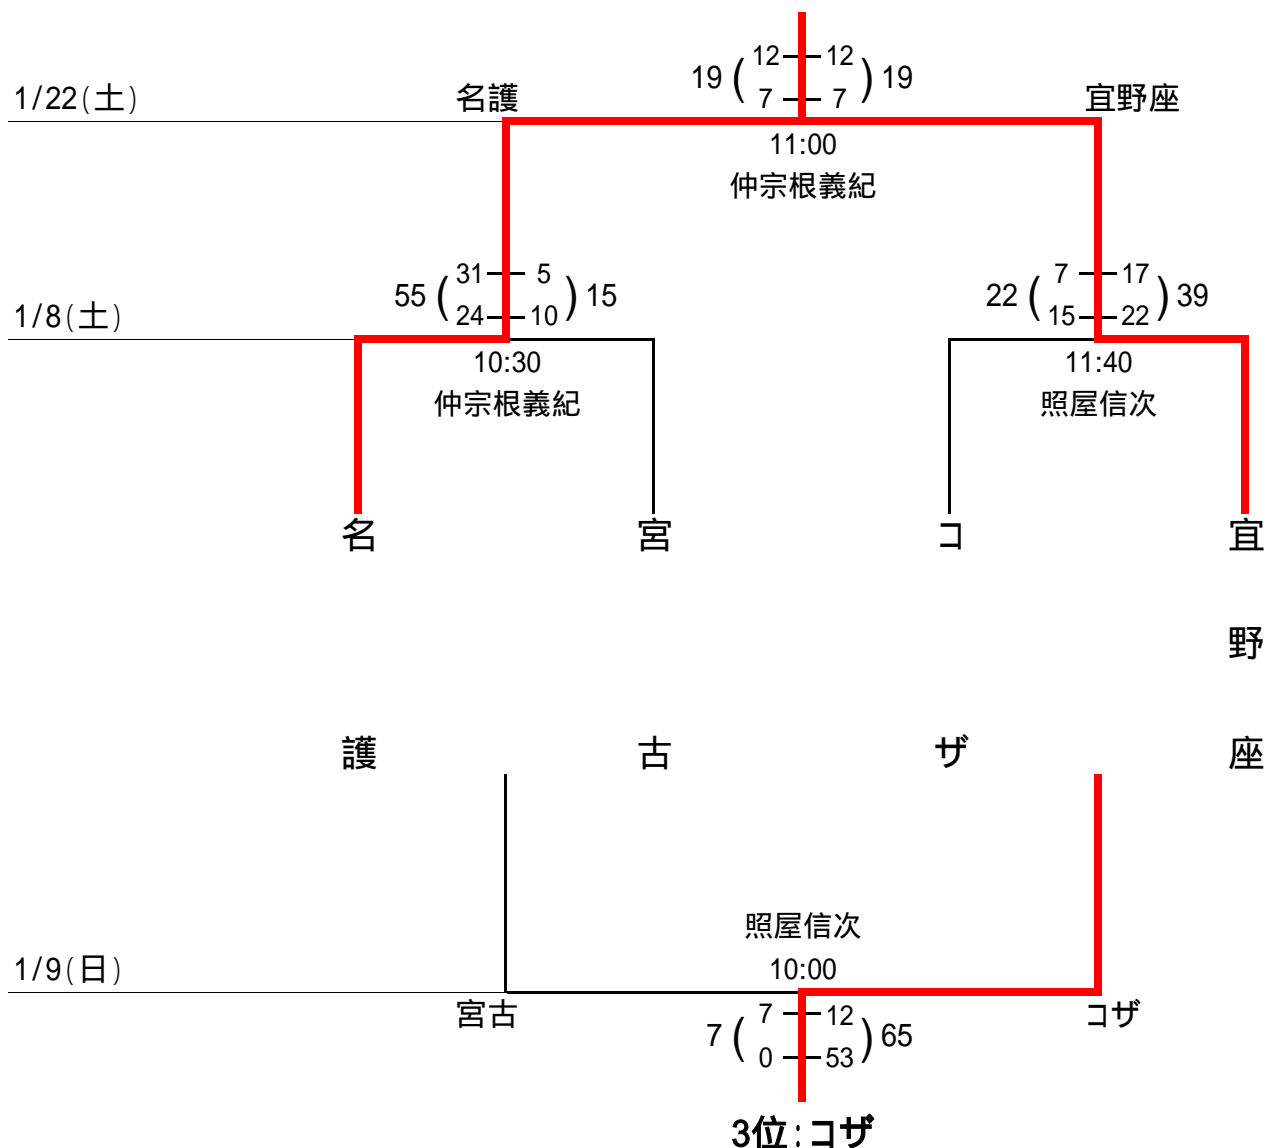 12 12
19 ( ) 19
1/22(土) 名護 7 7 宜野座
11:00
仲宗根義紀
31 5 7 17
55 ( ) 15 22 ( ) 39
1/8(土) 24 10 15 22
10:30 11:40
仲宗根義紀 照屋信次
名護 宮古 コザ 宜野座
照屋信次
1/9(日) 10:00
宮古 7 12 コザ
7 ( ) 65
0 53
3位:コザ